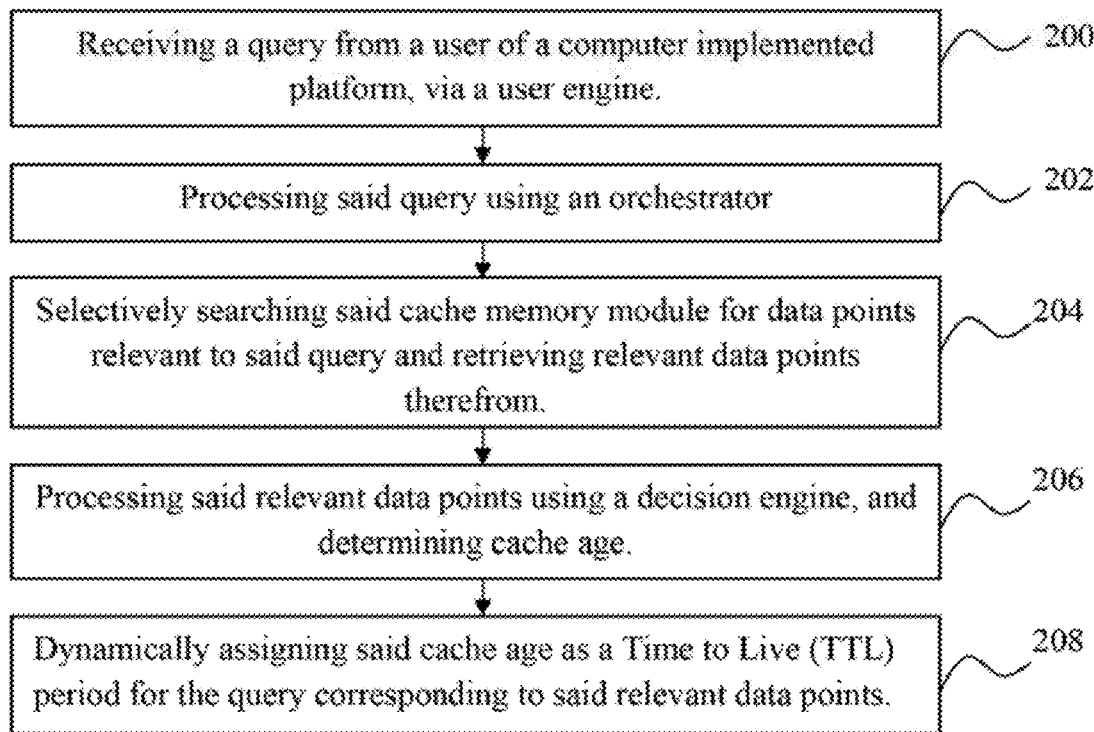 Receiving a query from a user of a computer implemented
platform, via a user engine.
200
Processing said query using an orchestrator
202
Selectively searching said cache memory module for data points
relevant to said query and retrieving relevant data points
therefrom.
204
Processing said relevant data points using a decision engine, and
determining cache age.
206
Dynamically assigning said cache age as a Time to Live (TTL)
period for the query corresponding to said relevant data points.
208